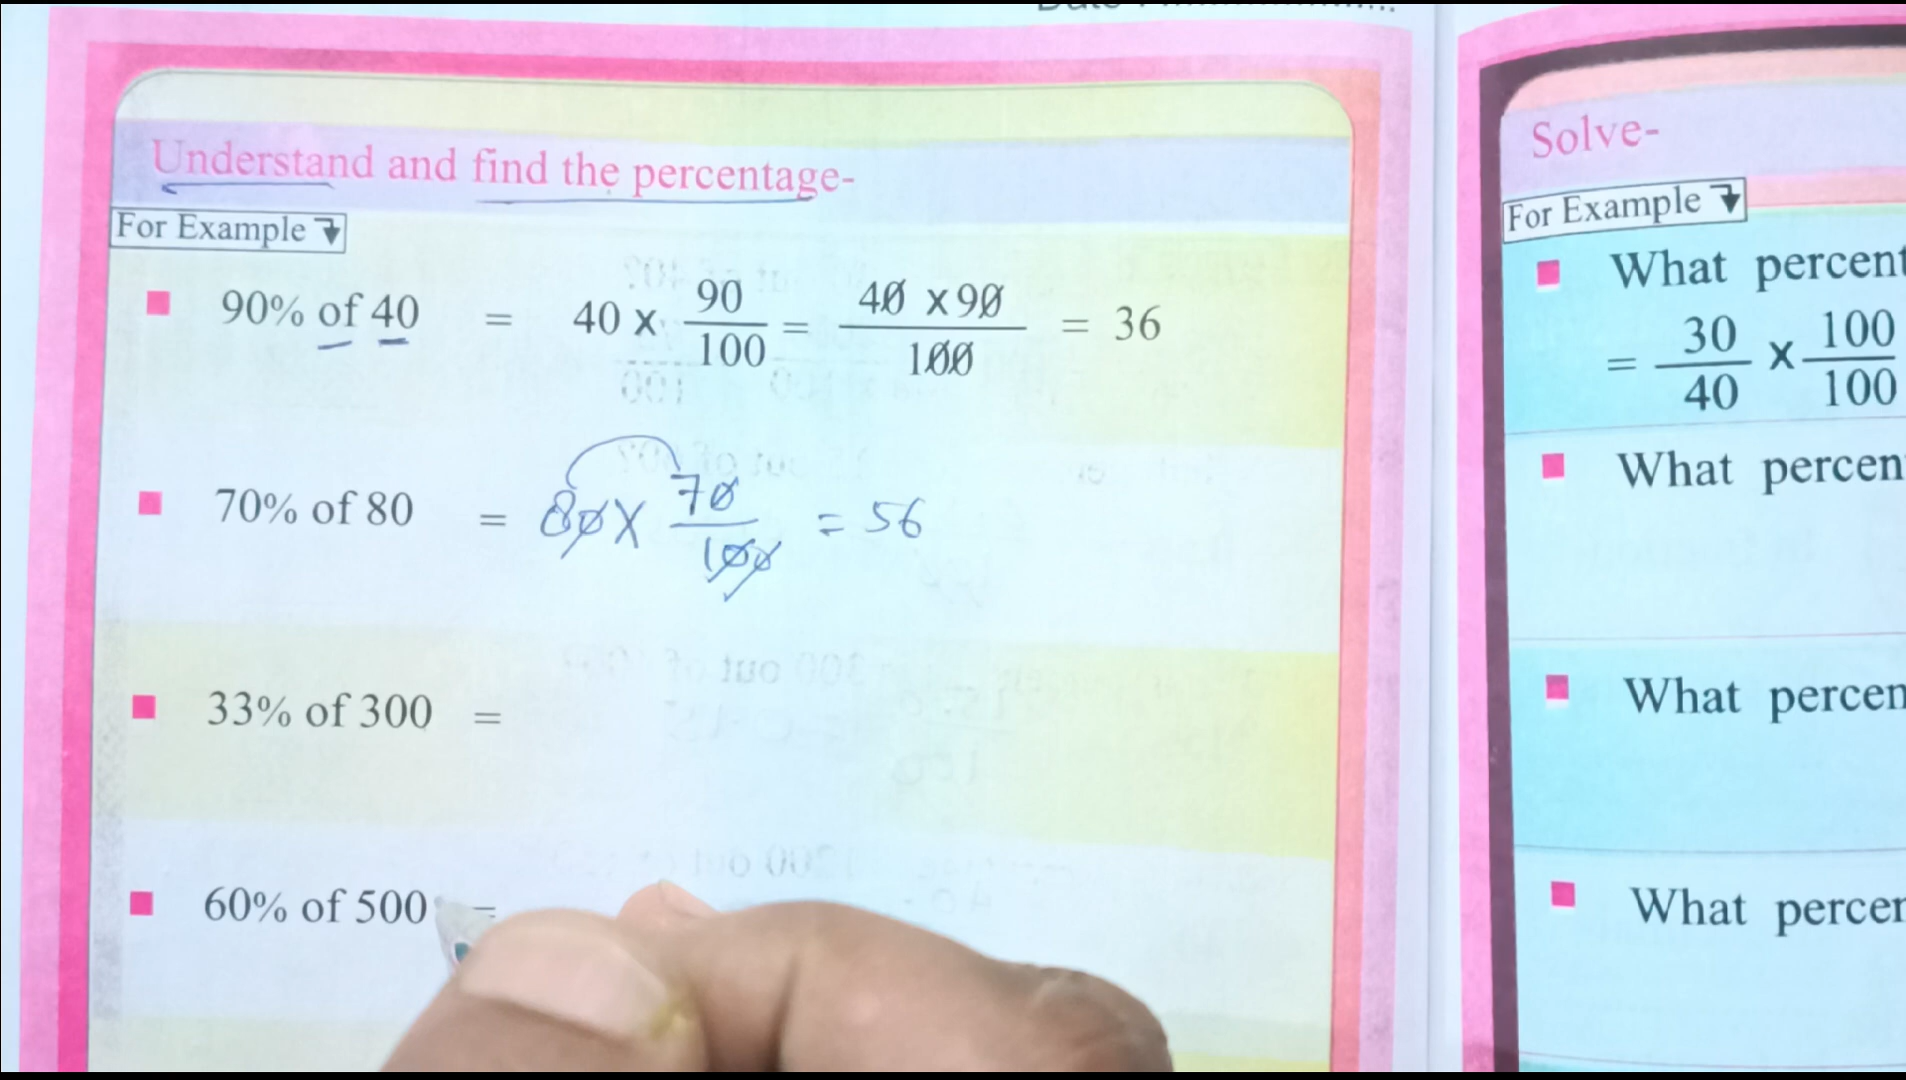 Understand and find the percentage-
For Example
90% of 40 = 40 x 90/100 = 40 x 90/100 = 36
70% of 80 = 80 x 70/100 = 56
33% of 300 =
60% of 500 =
Solve-
For Example
What percent
= 30/40 x 100/100
What percen
What percen
What percen